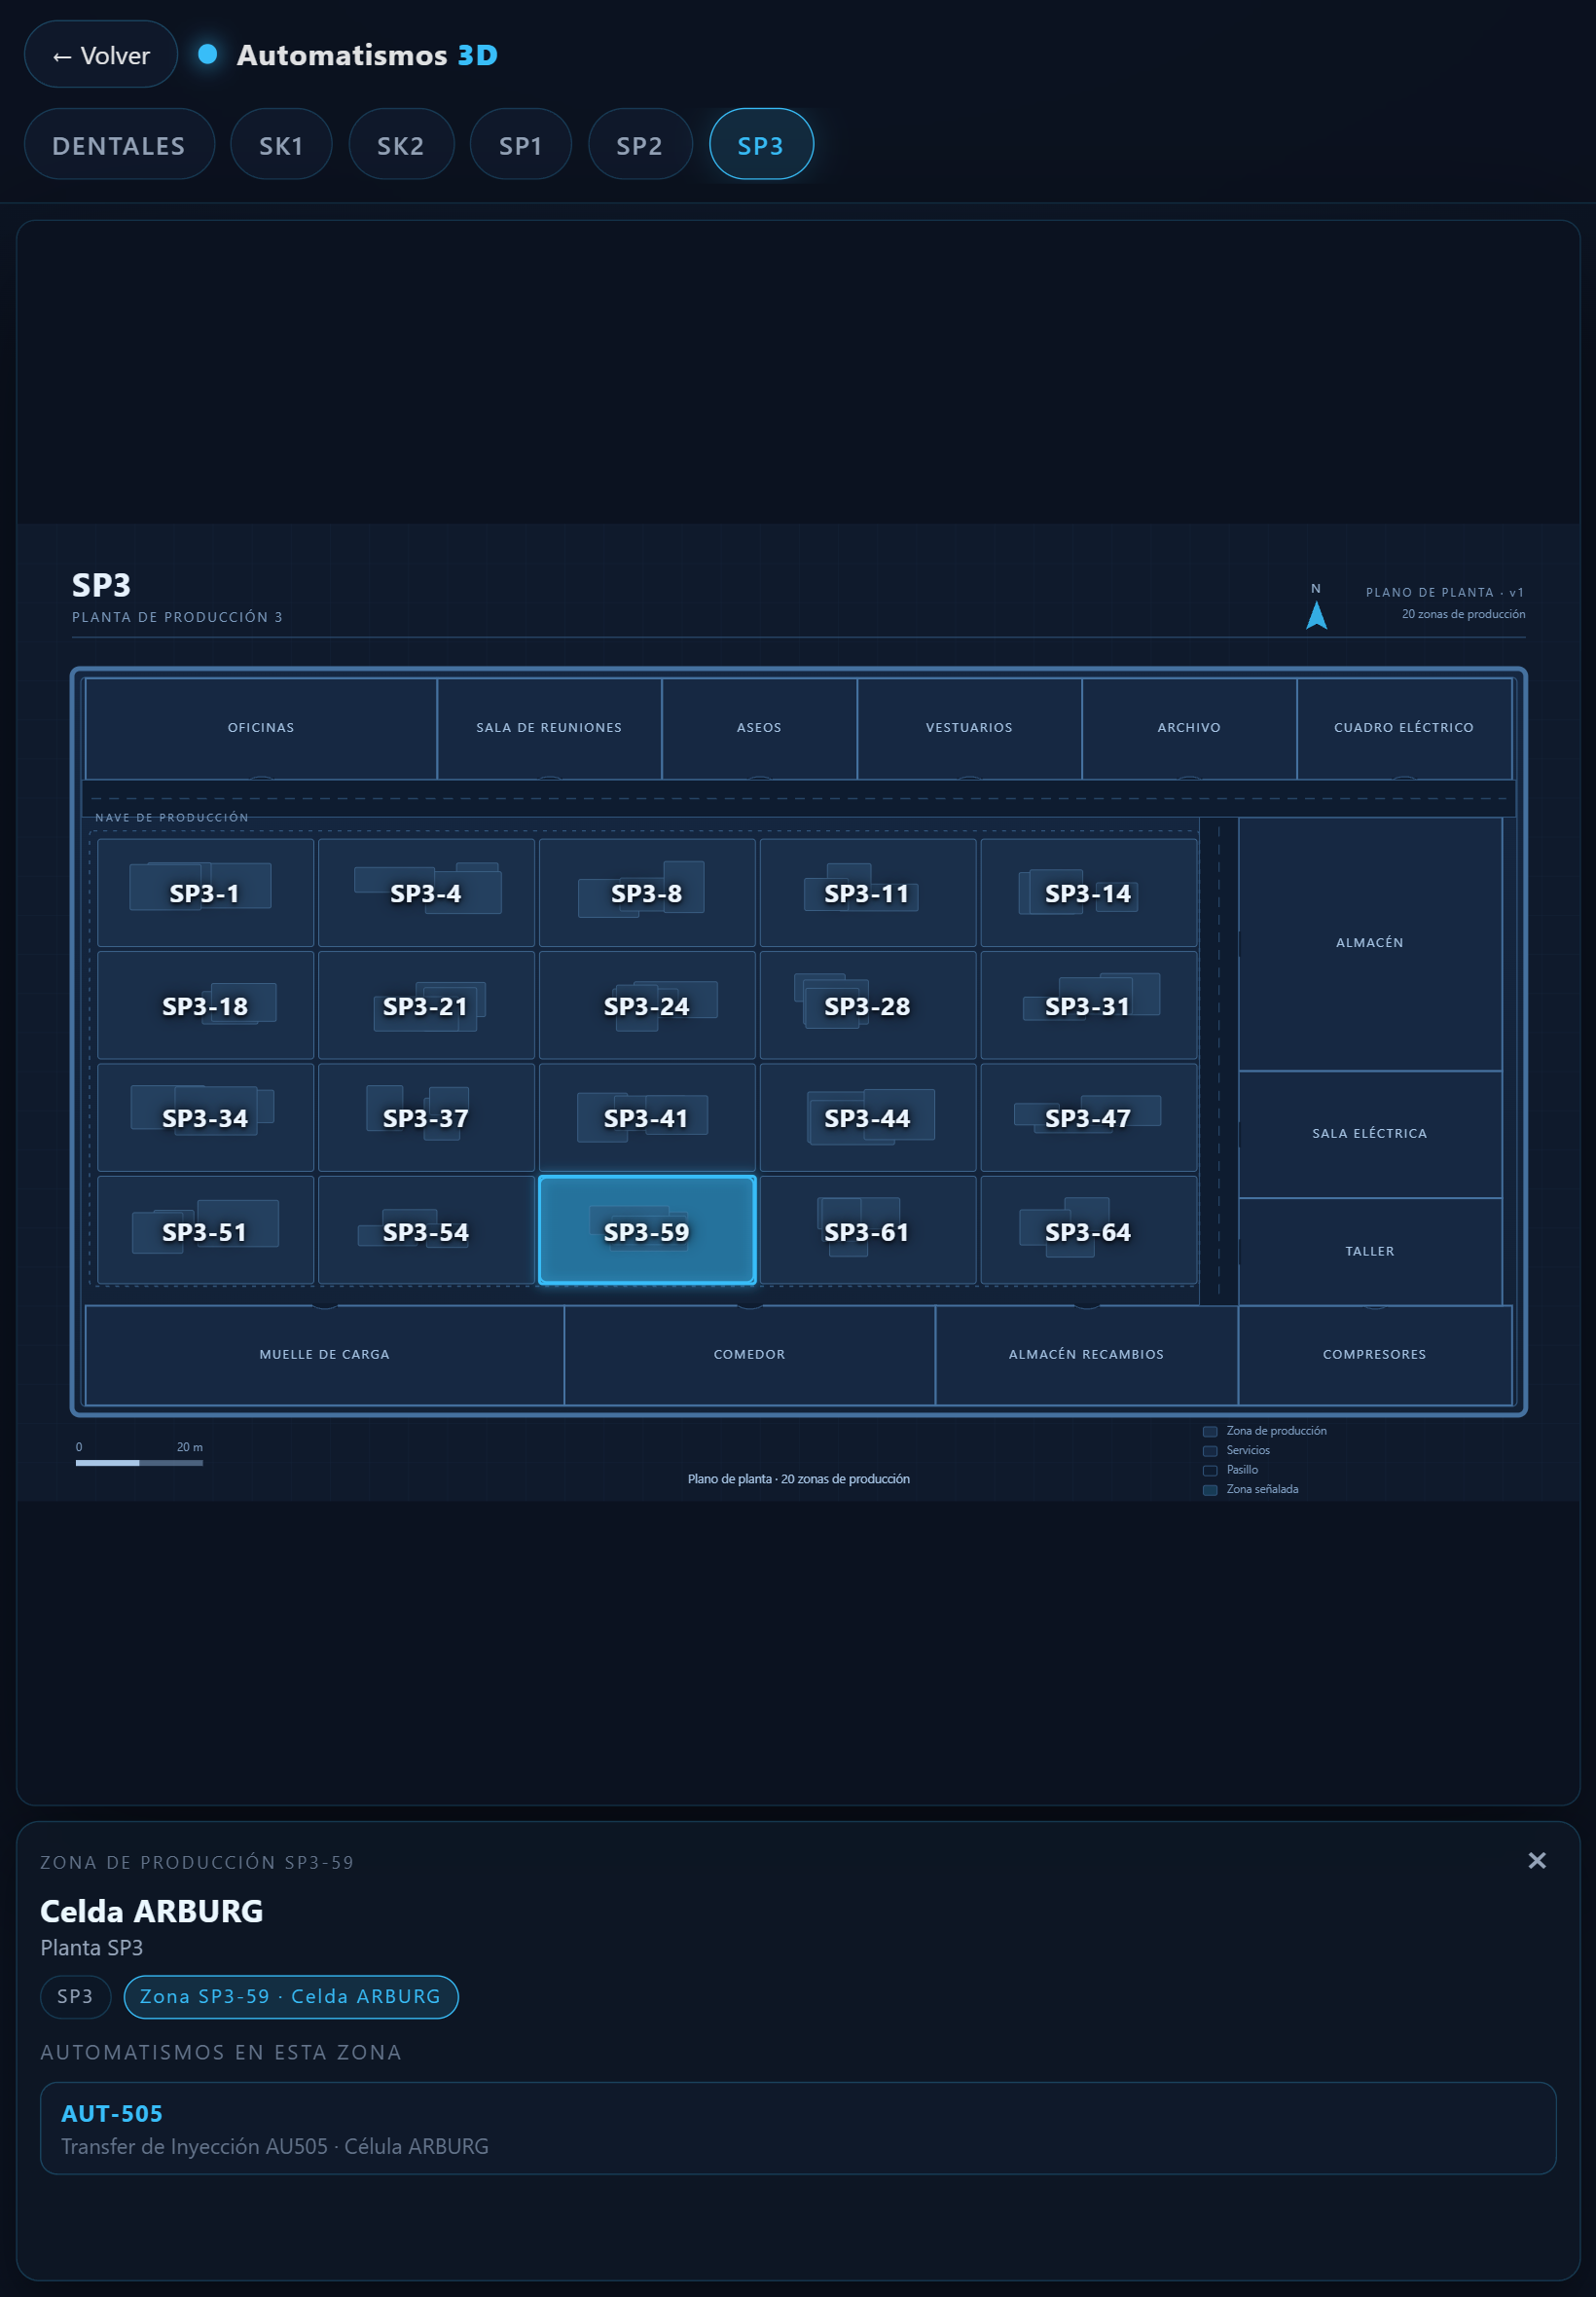 ← Volver
Automatismos 3D
DENTALES
SK1
SK2
SP1
SP2
SP3
SP3
PLANTA DE PRODUCCIÓN 3
N
PLANO DE PLANTA · v1
20 zonas de producción
OFICINAS
SALA DE REUNIONES
ASEOS
VESTUARIOS
ARCHIVO
CUADRO ELÉCTRICO
NAVE DE PRODUCCIÓN
SP3-1
SP3-4
SP3-8
SP3-11
SP3-14
SP3-18
SP3-21
SP3-24
SP3-28
SP3-31
SP3-34
SP3-37
SP3-41
SP3-44
SP3-47
SP3-51
SP3-54
SP3-59
SP3-61
SP3-64
ALMACÉN
SALA ELÉCTRICA
TALLER
MUELLE DE CARGA
COMEDOR
ALMACÉN RECAMBIOS
COMPRESORES
0
20 m
Plano de planta · 20 zonas de producción
Zona de producción
Servicios
Pasillo
Zona señalada
ZONA DE PRODUCCIÓN SP3-59
✕
Celda ARBURG
Planta SP3
SP3
Zona SP3-59 · Celda ARBURG
AUTOMATISMOS EN ESTA ZONA
AUT-505
Transfer de Inyección AU505 · Célula ARBURG